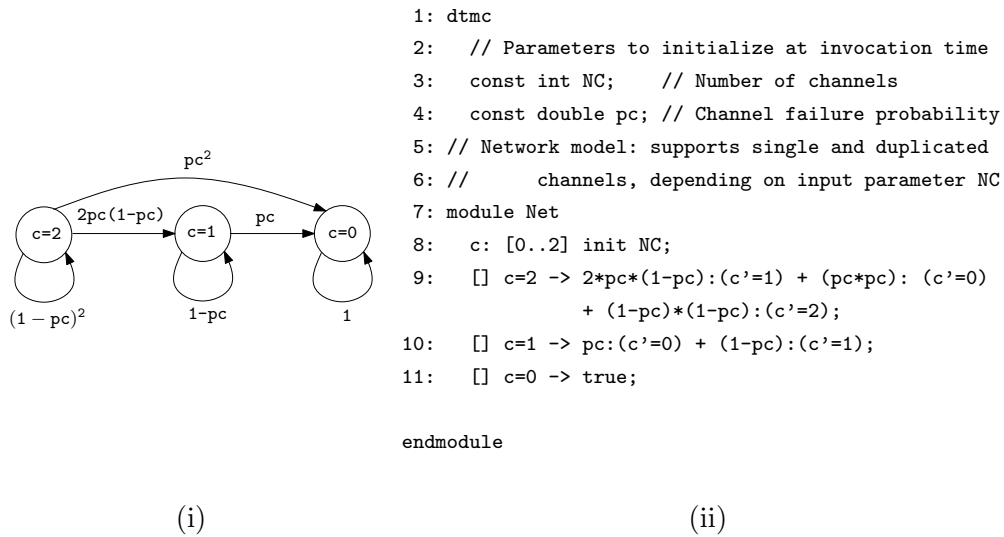 pc²
2pc(1-pc)
pc
c=2
c=1
c=0
(1 − pc)²
1-pc
1
(i)
1: dtmc
2: // Parameters to initialize at invocation time
3: const int NC; // Number of channels
4: const double pc; // Channel failure probability
5: // Network model: supports single and duplicated
6: // channels, depending on input parameter NC
7: module Net
8: c: [0..2] init NC;
9: [] c=2 -> 2*pc*(1-pc):(c'=1) + (pc*pc): (c'=0)
+ (1-pc)*(1-pc):(c'=2);
10: [] c=1 -> pc:(c'=0) + (1-pc):(c'=1);
11: [] c=0 -> true;
endmodule
(ii)